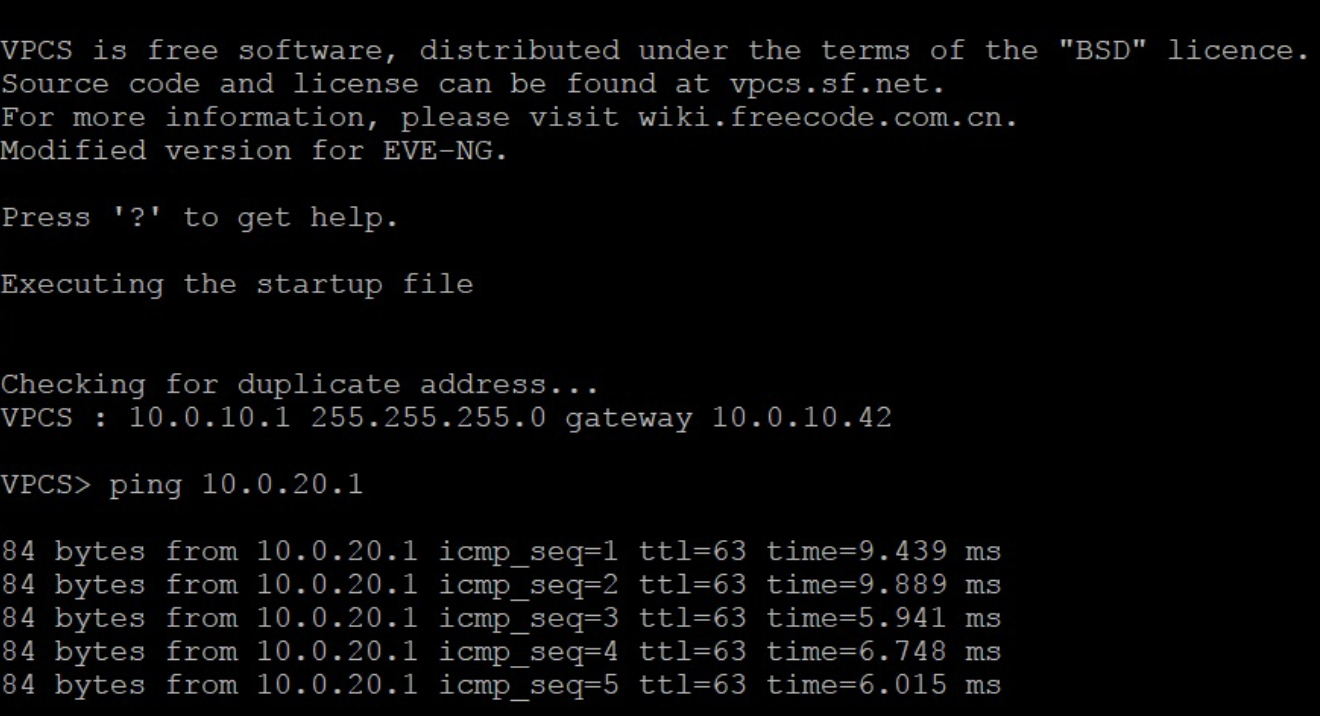 VPCS is free software, distributed under the terms of the "BSD" licence.
Source code and license can be found at vpcs.sf.net.
For more information, please visit wiki.freecode.com.cn.
Modified version for EVE-NG.
Press '?' to get help.
Executing the startup file
Checking for duplicate address...
VPCS : 10.0.10.1 255.255.255.0 gateway 10.0.10.42
VPCS> ping 10.0.20.1
84 bytes from 10.0.20.1 icmp_seq=1 ttl=63 time=9.439 ms
84 bytes from 10.0.20.1 icmp_seq=2 ttl=63 time=9.889 ms
84 bytes from 10.0.20.1 icmp_seq=3 ttl=63 time=5.941 ms
84 bytes from 10.0.20.1 icmp_seq=4 ttl=63 time=6.748 ms
84 bytes from 10.0.20.1 icmp_seq=5 ttl=63 time=6.015 ms